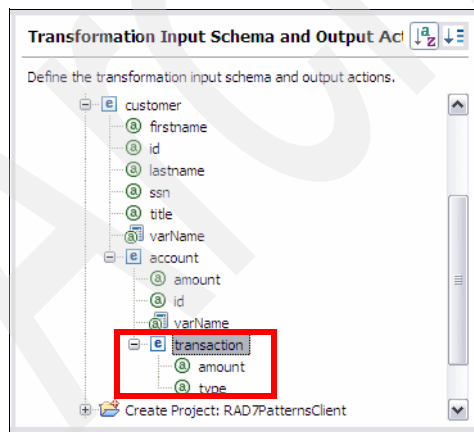 Transformation Input Schema and Output Act
Define the transformation input schema and output actions.
e customer
a firstname
a id
a lastname
a ssn
a title
a varName
e account
a amount
a id
a varName
e transaction
a amount
a type
Create Project: RAD7PatternsClient